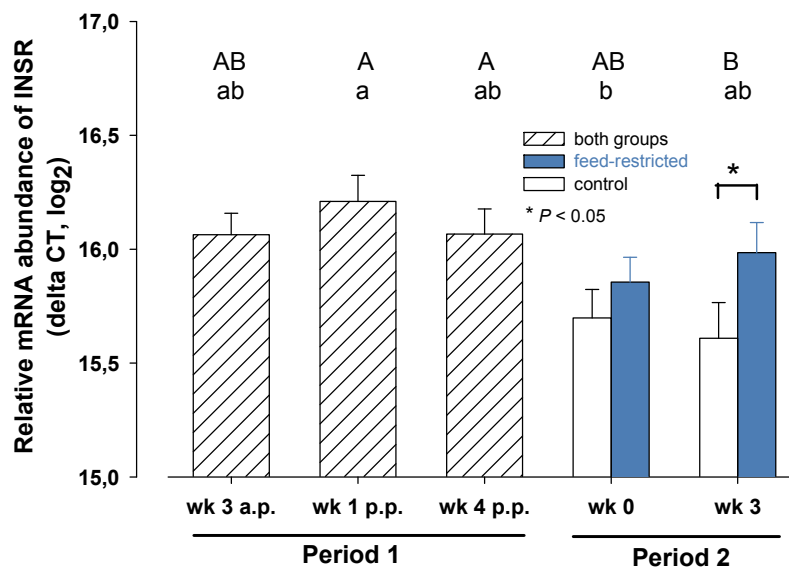 Relative mRNA abundance of INSR
(delta CT, log2)
17,0
16,5
16,0
15,5
15,0
AB A A AB B
ab a ab b ab
both groups
feed-restricted
control
* P < 0.05
*
wk 3 a.p. wk 1 p.p. wk 4 p.p. wk 0 wk 3
Period 1 Period 2